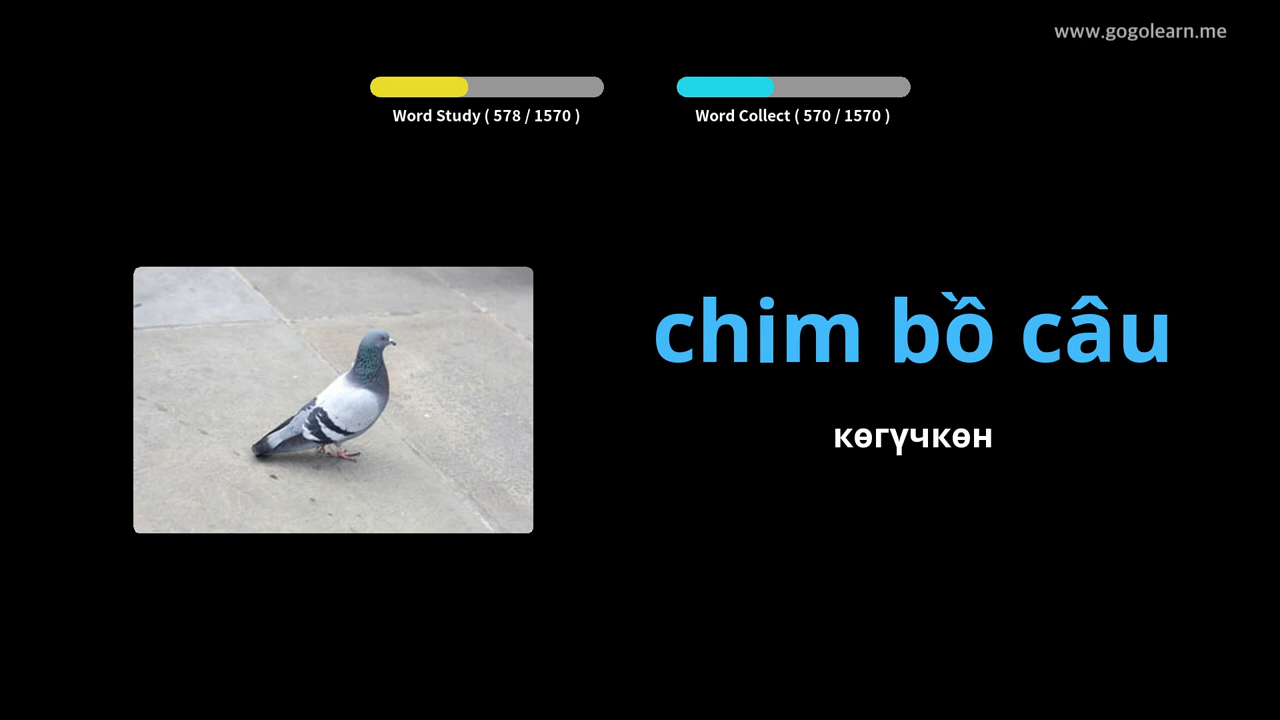 www.gogolearn.me
Word Study ( 578 / 1570 )
Word Collect ( 570 / 1570 )
chim bồ câu
көгүчкөн